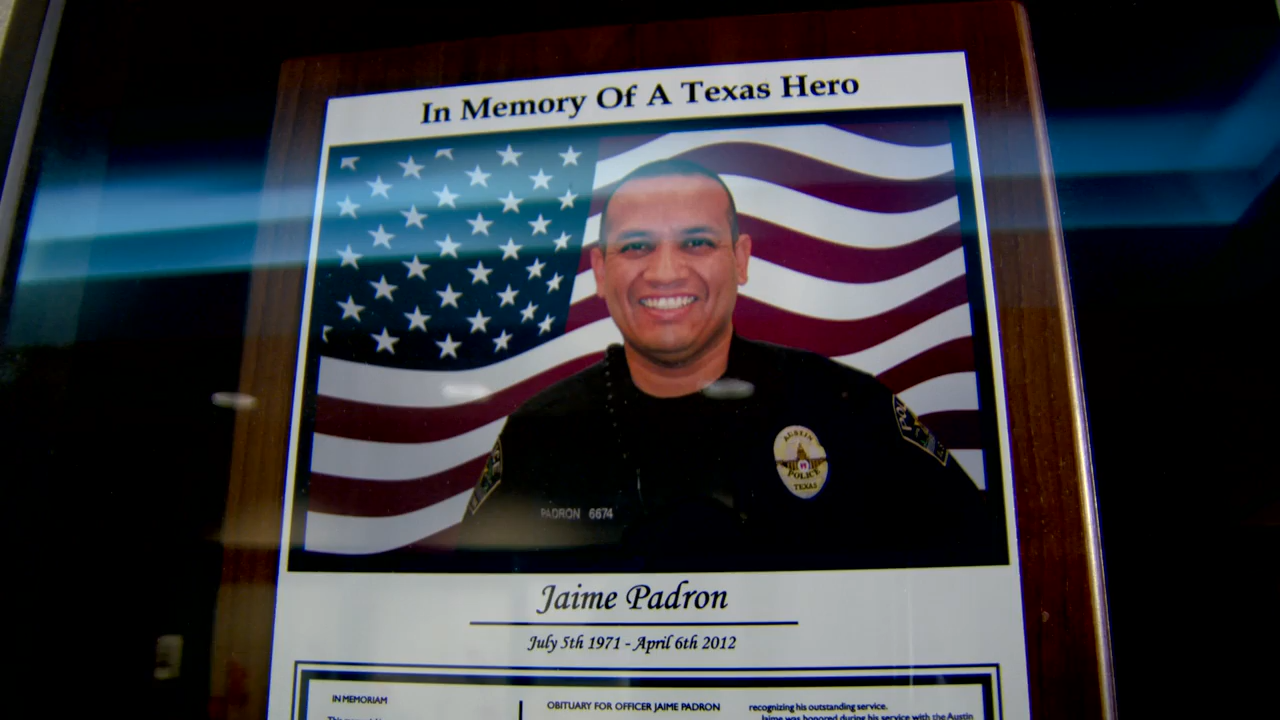 In Memory Of A Texas Hero
AUSTIN
POLICE
TEXAS
POL
PADRON 6674
Jaime Padron
July 5th 1971 - April 6th 2012
IN MEMORIAM
OBITUARY FOR OFFICER JAIME PADRON
recognizing his outstanding service.
Jaime was honored during his service with the Austin